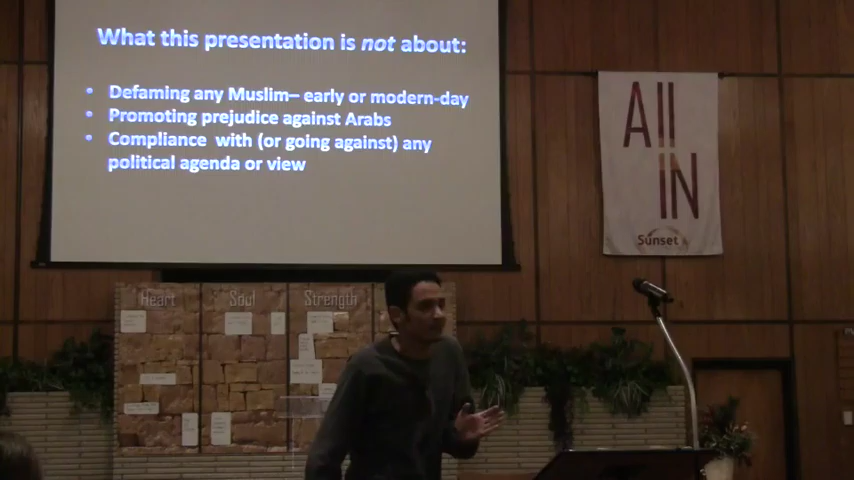 What this presentation is not about:
• Defaming any Muslim– early or modern-day
• Promoting prejudice against Arabs
• Compliance with (or going against) any
political agenda or view
All
IN
Sunset
Heart
Soul
Strength